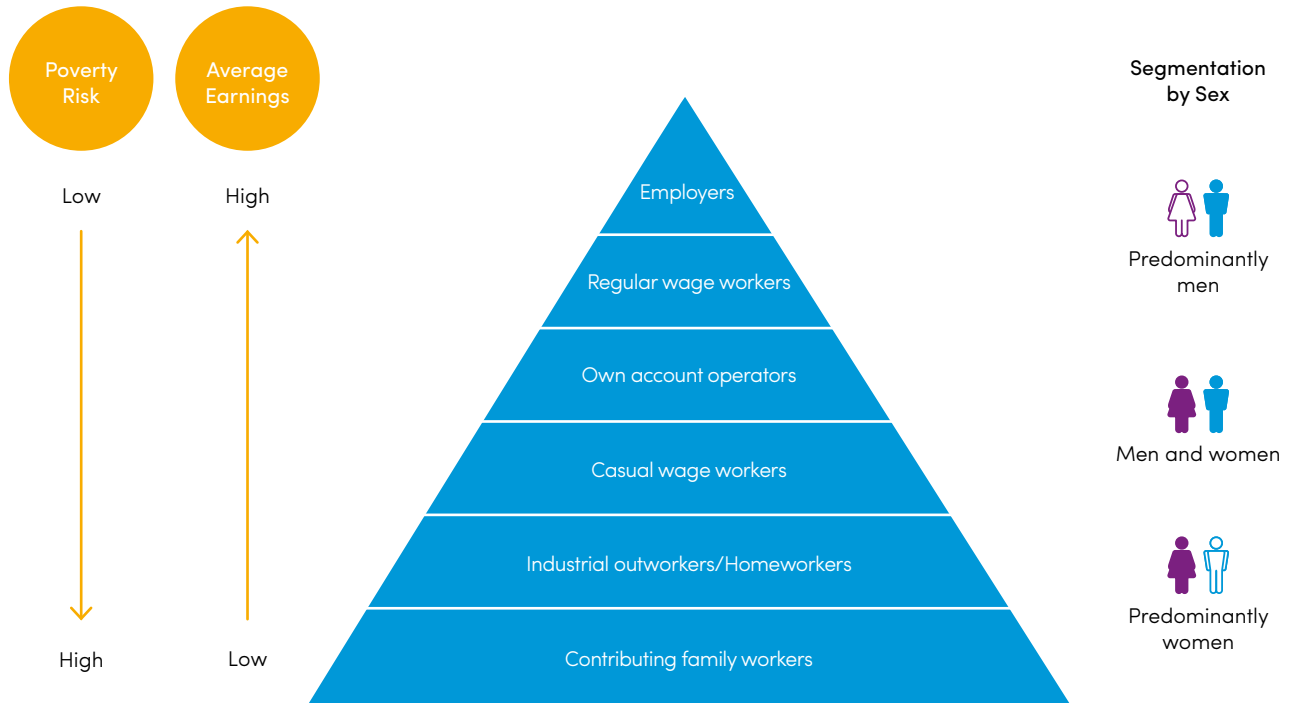 Poverty
Risk
Average
Earnings
Segmentation
by Sex
Low
High
Employers
Predominantly
men
Regular wage workers
Own account operators
Men and women
Casual wage workers
Industrial outworkers/Homeworkers
Predominantly
women
High
Low
Contributing family workers